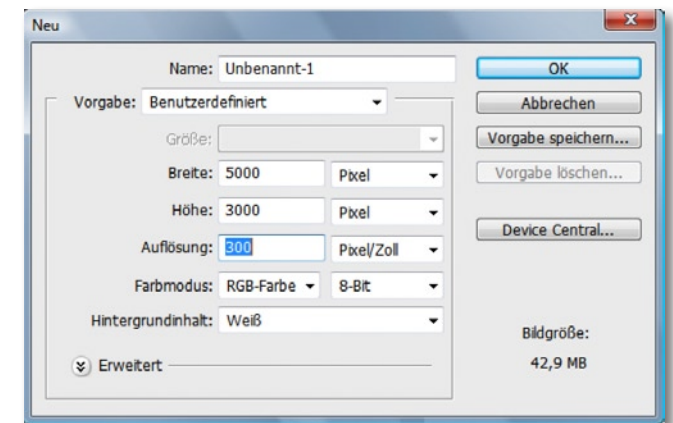 Neu
Name: Unbenannt-1
OK
Vorgabe: Benutzerdefiniert
Abbrechen
Größe:
Vorgabe speichern...
Breite: 5000 Pixel
Vorgabe löschen...
Höhe: 3000 Pixel
Device Central...
Auflösung: 300 Pixel/Zoll
Farbmodus: RGB-Farbe 8-Bit
Hintergrundinhalt: Weiß
Bildgröße:
Erweitert
42,9 MB